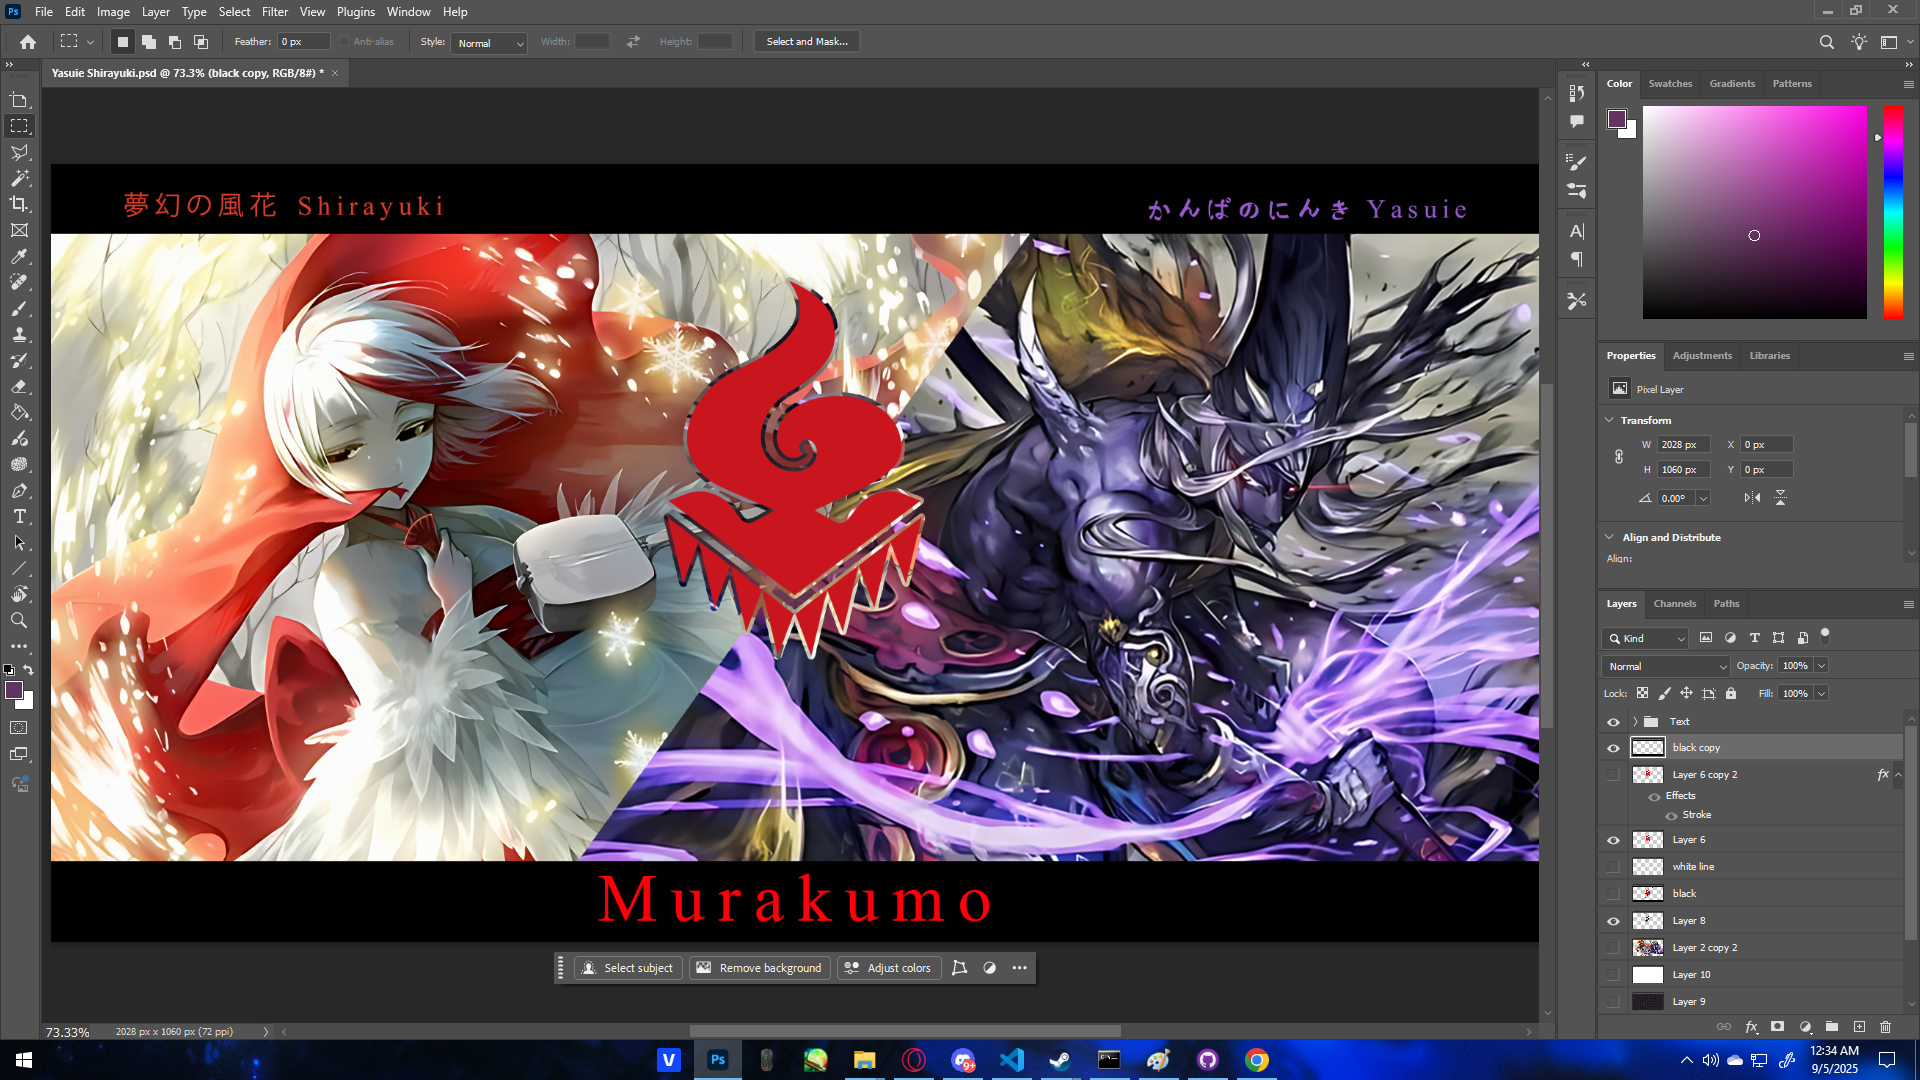 File Edit Image Layer Type Select Filter View Plugins Window Help
Feather: 0 px Anti-alias Style: Normal Width: Height: Select and Mask...
Yasuie Shirayuki.psd @ 73.3% (black copy, RGB/8#) *
夢幻の風花 Shirayuki
かんぱのにんき Yasuie
Murakumo
Select subject Remove background Adjust colors
73.33% 2028 px x 1060 px (72 ppi)
Color Swatches Gradients Patterns
Properties Adjustments Libraries
Pixel Layer
Transform
W 2028 px X 0 px
H 1060 px Y 0 px
0.00°
Align and Distribute
Align:
Layers Channels Paths
Kind
Normal Opacity: 100%
Lock: Fill: 100%
Text
black copy
Layer 6 copy 2 fx
Effects
Stroke
Layer 6
white line
black
Layer 8
Layer 2 copy 2
Layer 10
Layer 9
12:34 AM
9/5/2025